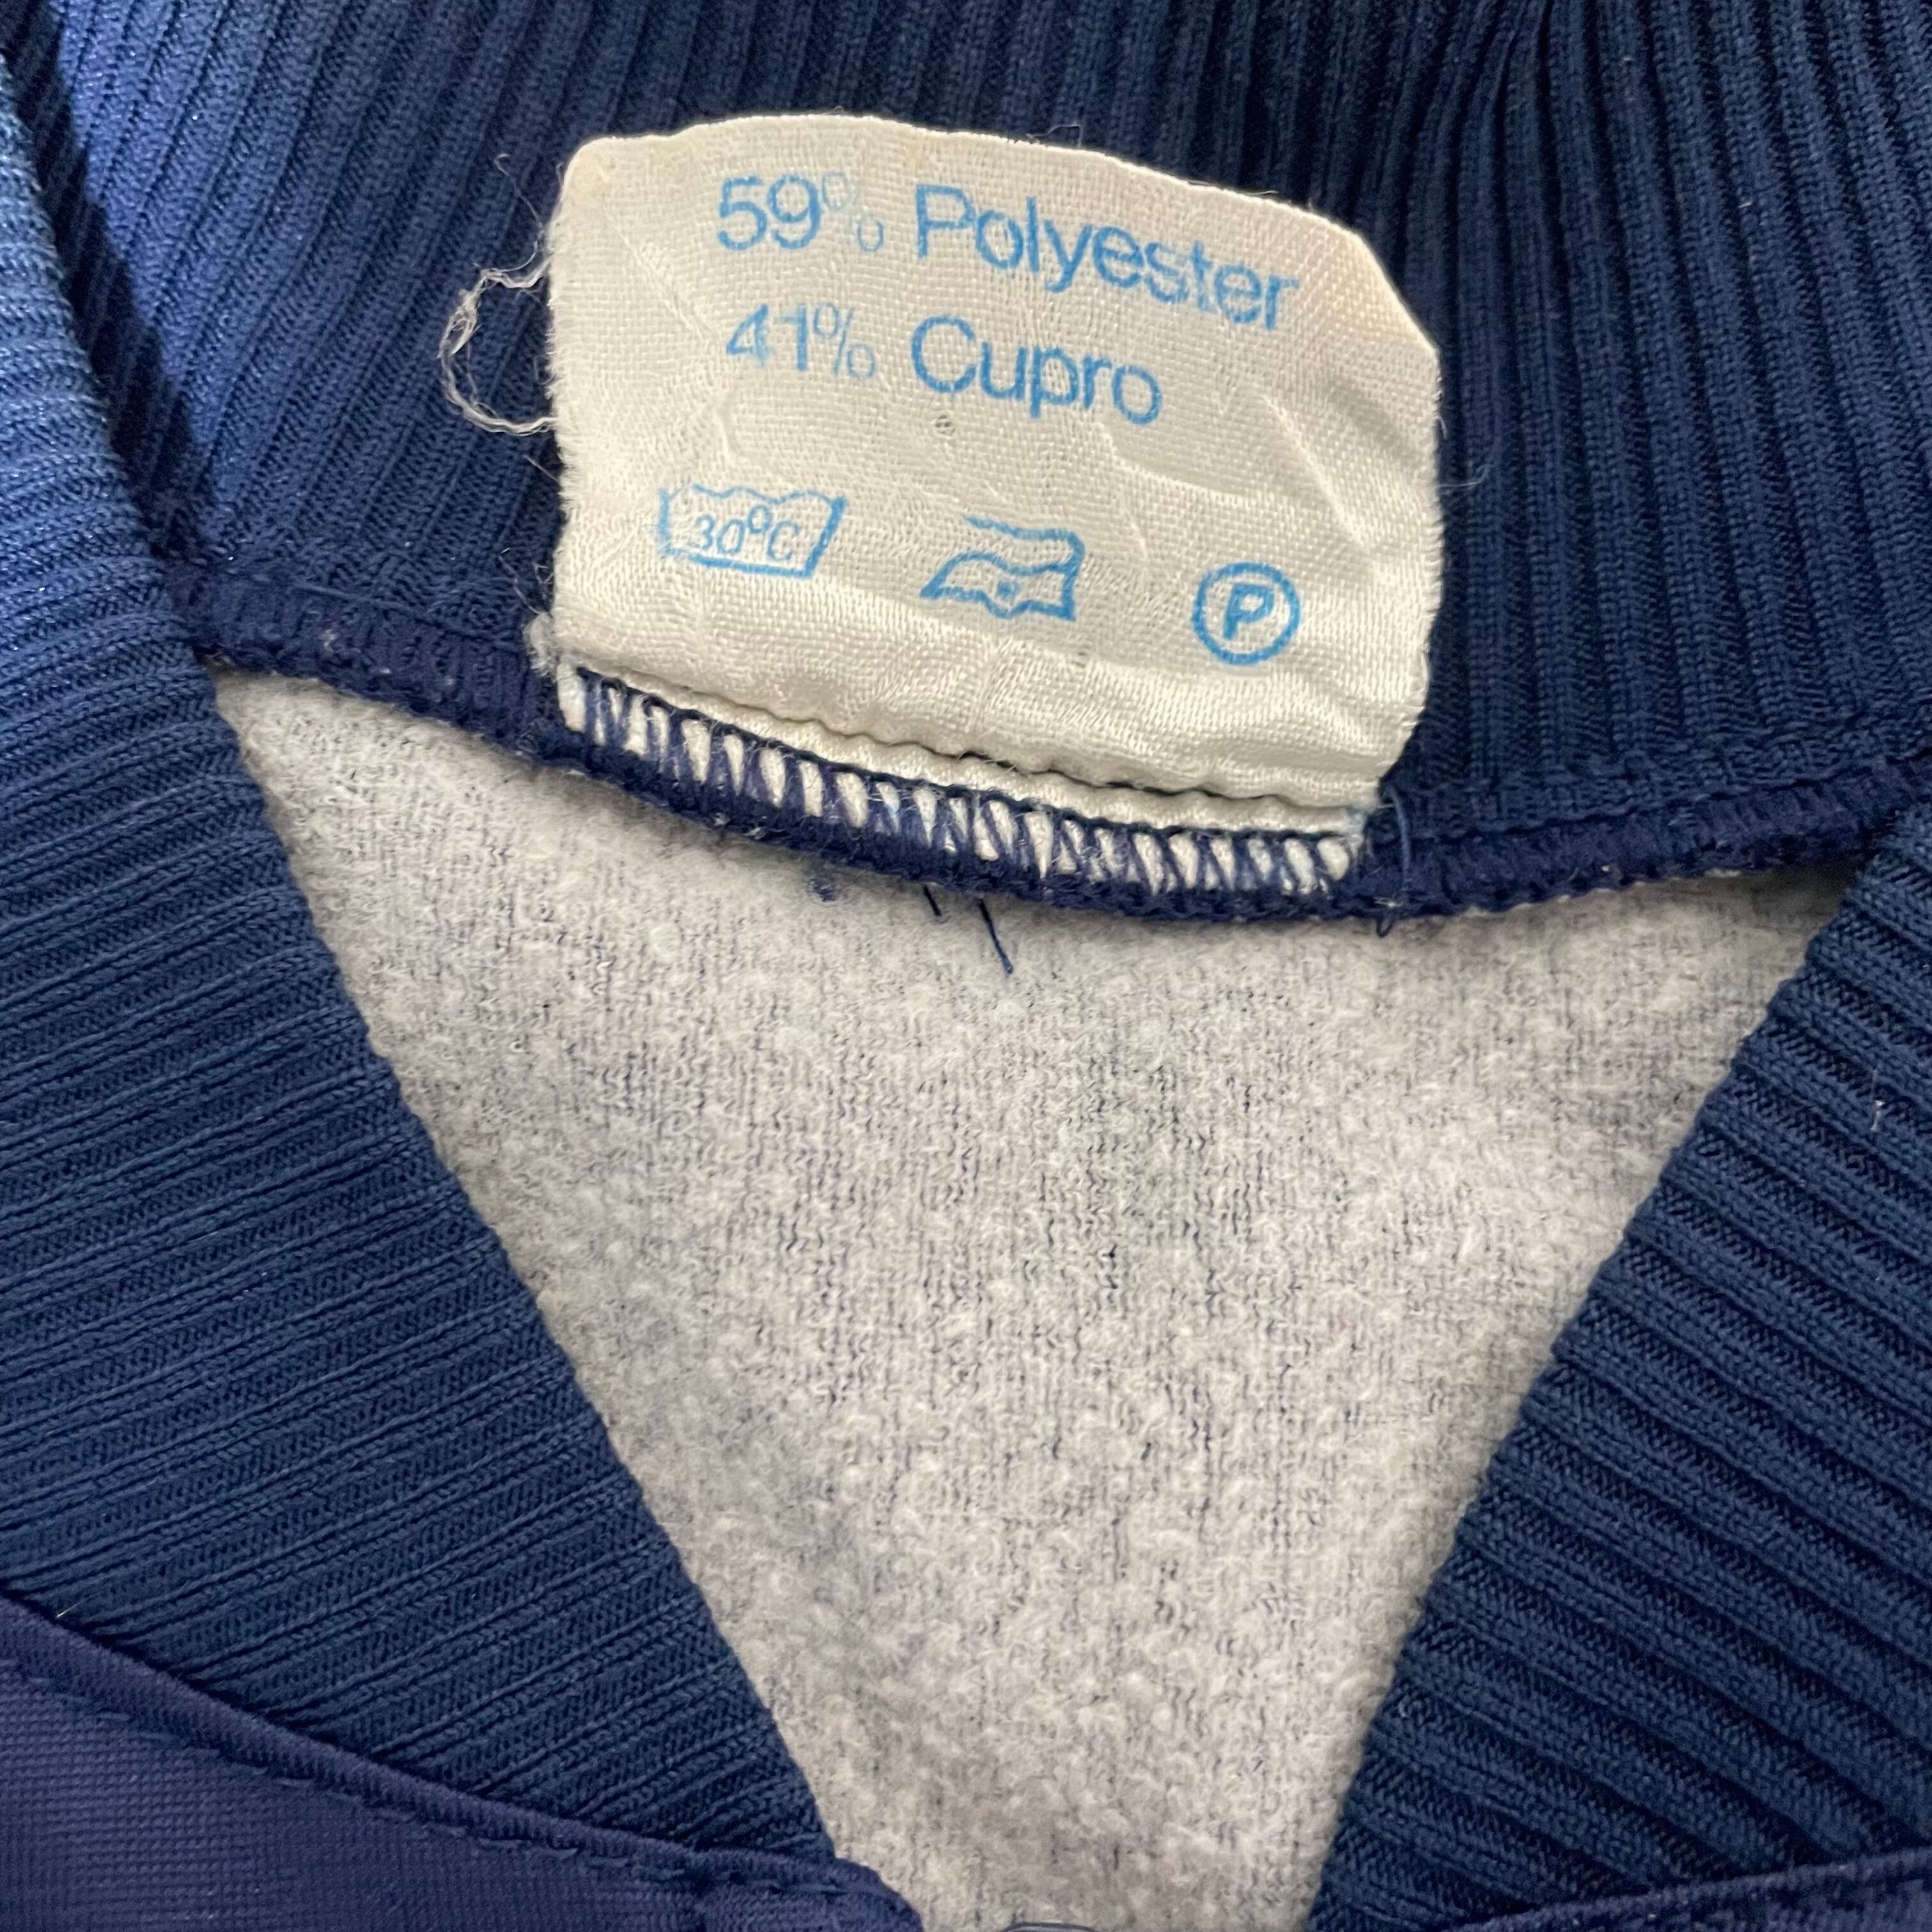 59% Polyester
41% Cupro
30°C P